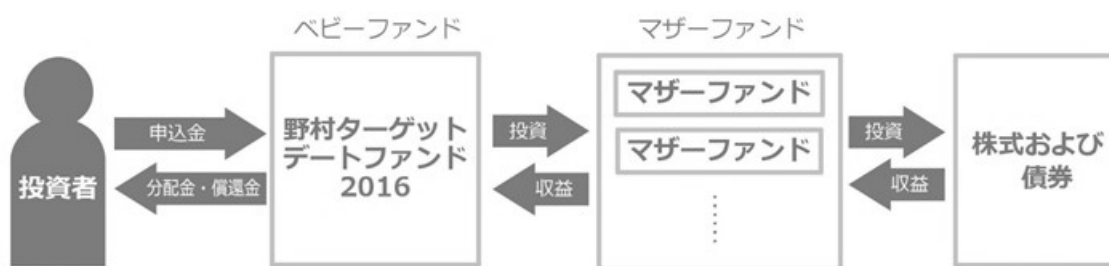 ベビーファンド
マザーファンド
投資者
申込金
分配金・償還金
野村ターゲット
デートファンド
2016
投資
収益
マザーファンド
マザーファンド
投資
収益
株式および
債券